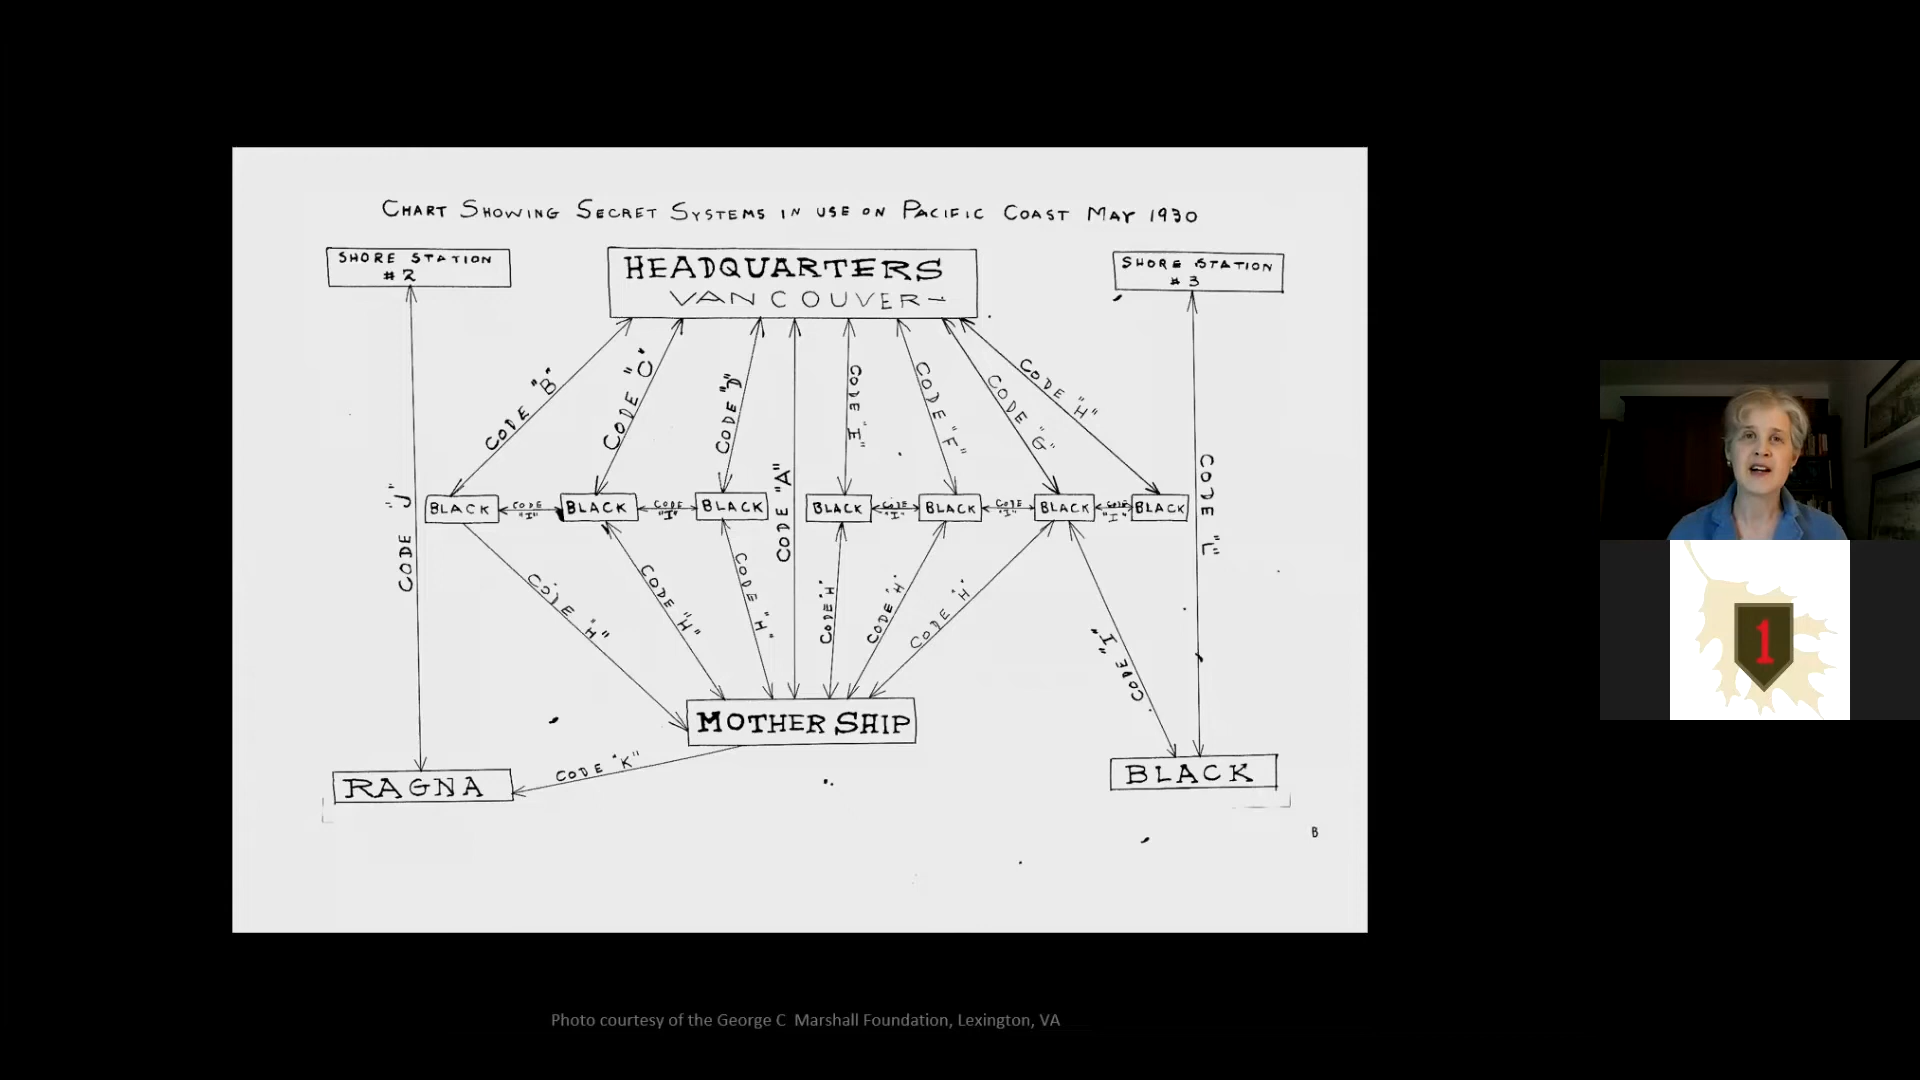 CHART SHOWING SECRET SYSTEMS IN USE ON PACIFIC COAST MAY 1930
SHORE STATION
#2
HEADQUARTERS
VANCOUVER
SHORE STATION
#3
CODE "B"
CODE "C"
CODE "D"
CODE "A"
CODE "E"
CODE "F"
CODE "G"
CODE "H"
CODE "J"
CODE "L"
BLACK
CODE
"I"
BLACK
CODE
"I"
BLACK
BLACK
CODE
"I"
BLACK
CODE
"I"
BLACK
CODE
"I"
BLACK
CODE "H"
CODE "H"
CODE "H"
CODE "H"
CODE "H"
CODE "H"
CODE "I"
MOTHER SHIP
CODE "K"
RAGNA
BLACK
B
1
Photo courtesy of the George C Marshall Foundation, Lexington, VA